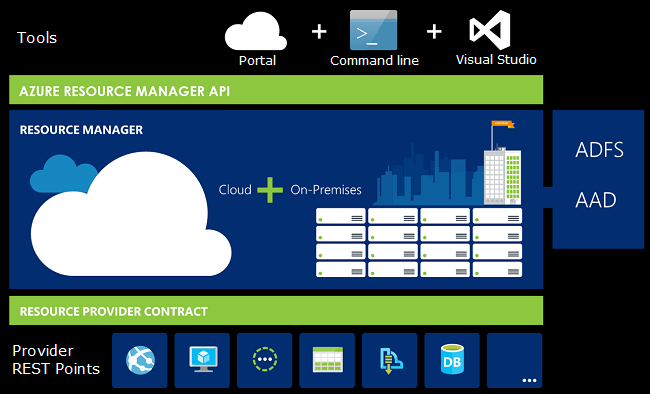 Tools
Portal
Command line
Visual Studio
AZURE RESOURCE MANAGER API
RESOURCE MANAGER
Cloud
On-Premises
ADFS
AAD
RESOURCE PROVIDER CONTRACT
Provider
REST Points
DB
...